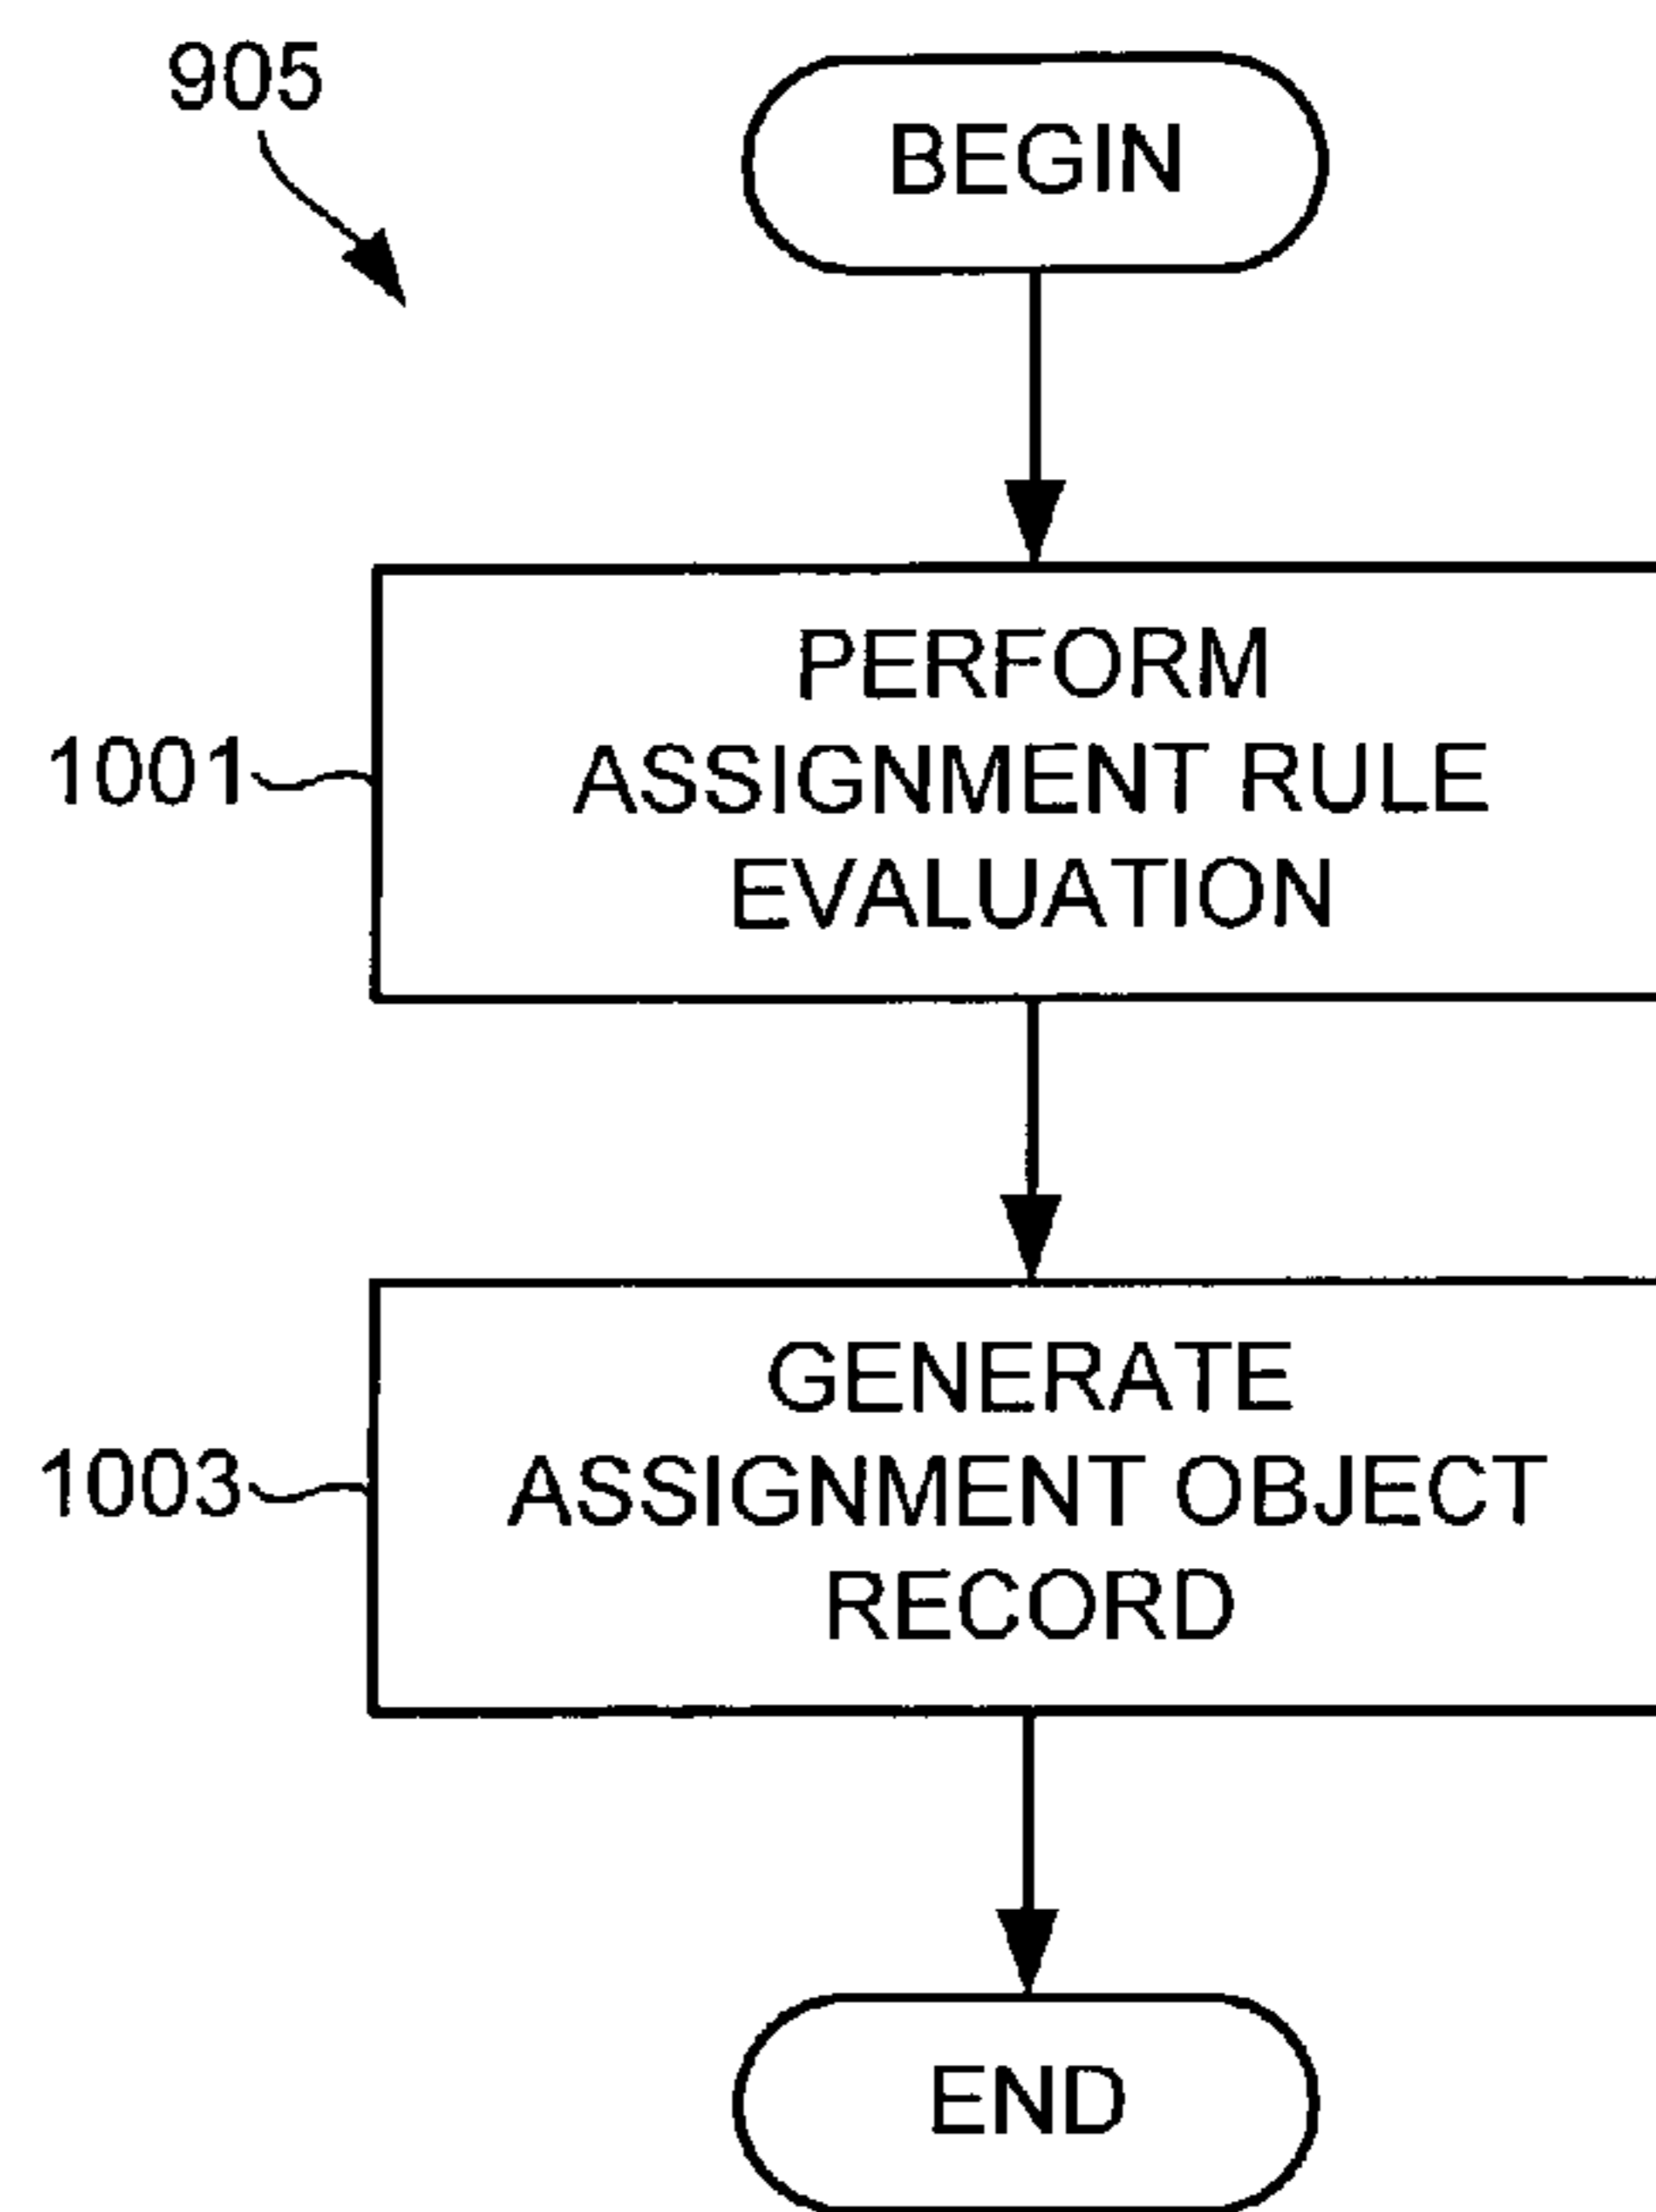 905
BEGIN
1001
PERFORM
ASSIGNMENT RULE
EVALUATION
1003
GENERATE
ASSIGNMENT OBJECT
RECORD
END